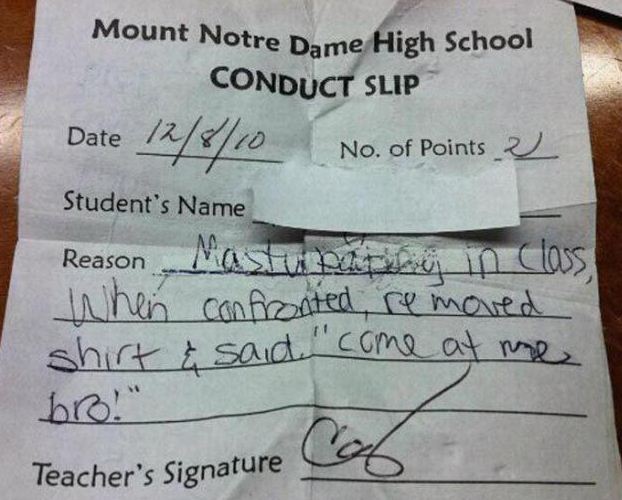 Mount Notre Dame High School
CONDUCT SLIP
Date 12/8/10 No. of Points 2
Student's Name
Reason Masturbating in class,
When confronted, removed
shirt & said. "come at me,
bro!"
Teacher's Signature